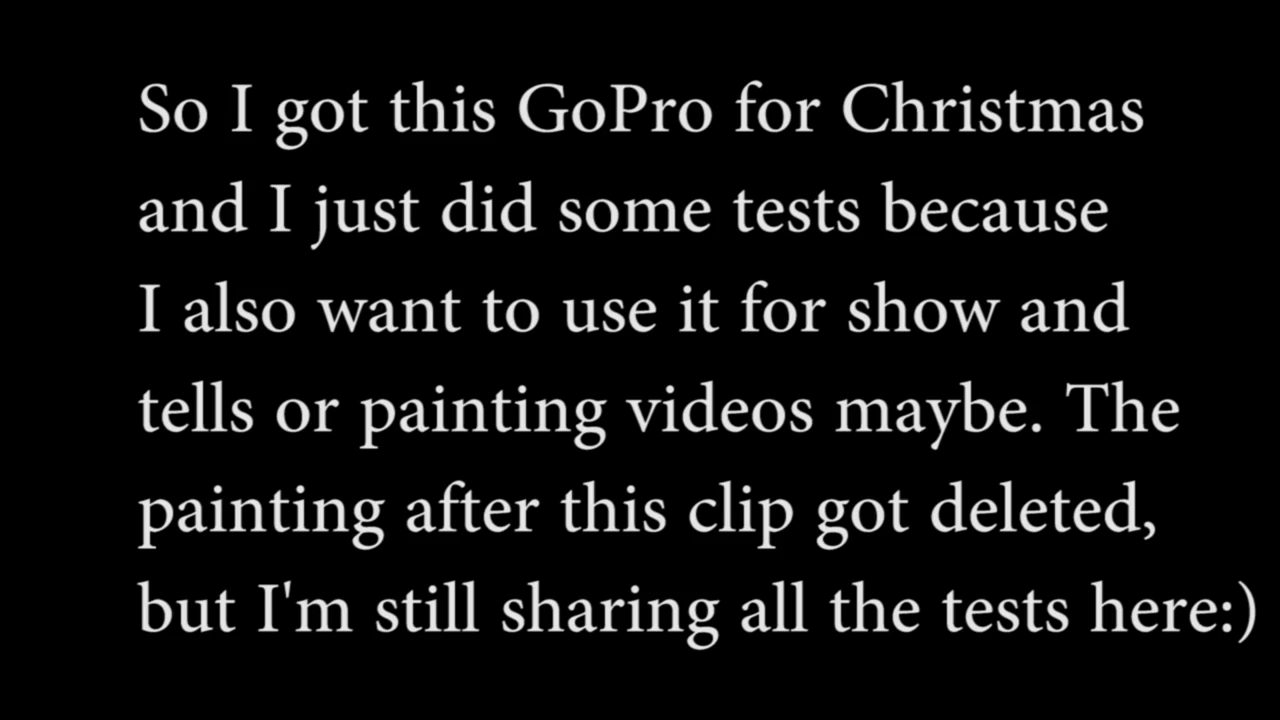 So I got this GoPro for Christmas
and I just did some tests because
I also want to use it for show and
tells or painting videos maybe. The
painting after this clip got deleted,
but I'm still sharing all the tests here:)